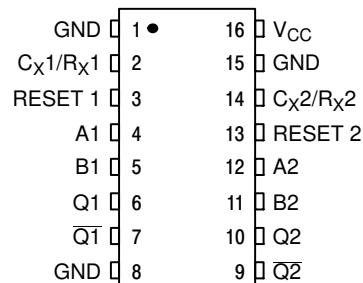 GND 1 16 VCC
CX1/RX1 2 15 GND
RESET 1 3 14 CX2/RX2
A1 4 13 RESET 2
B1 5 12 A2
Q1 6 11 B2
Q1̅ 7 10 Q2
GND 8 9 Q2̅